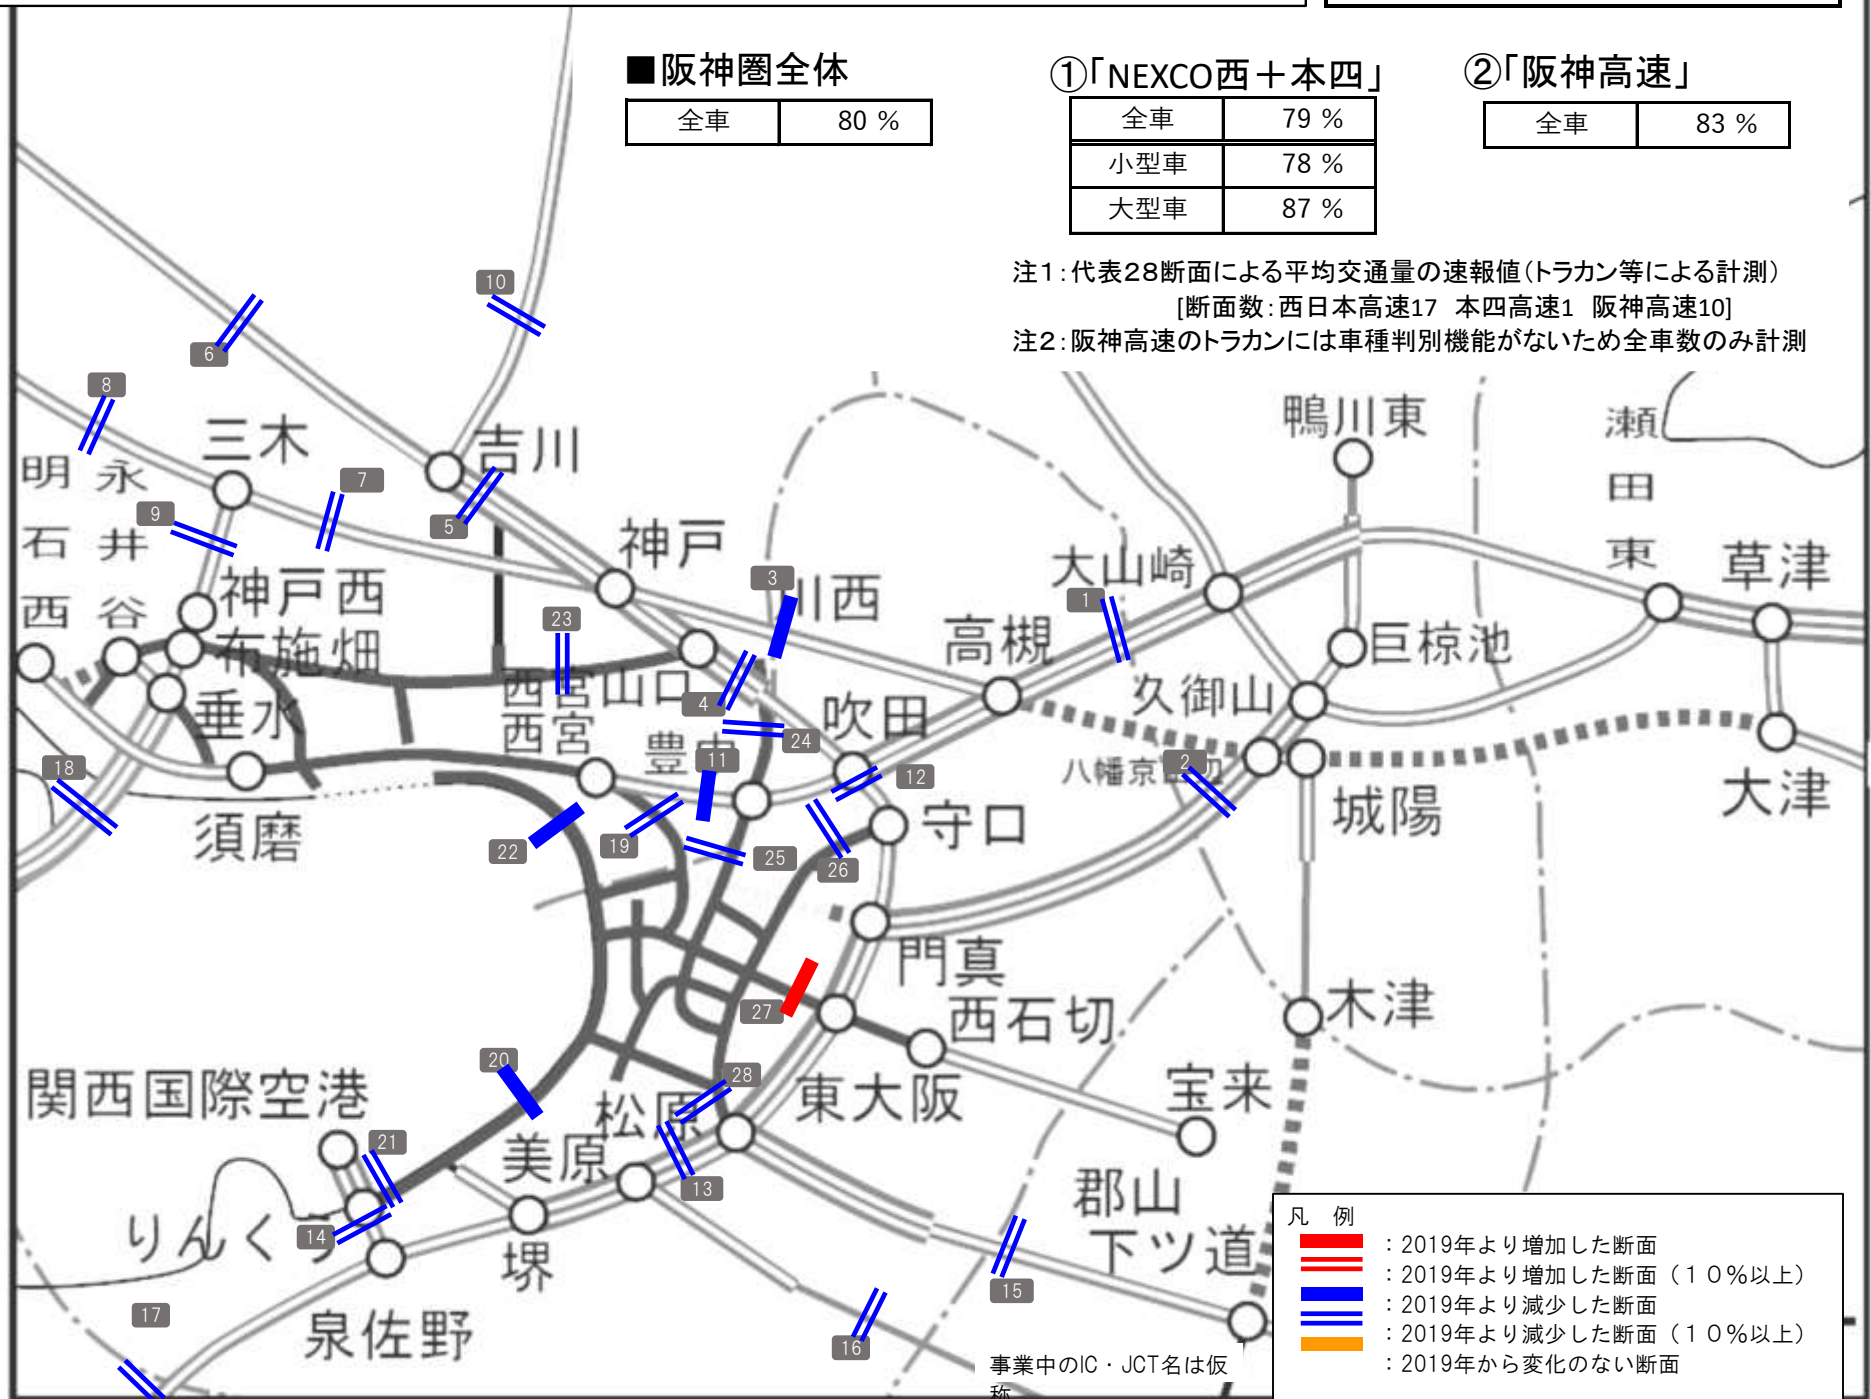 ■阪神圏全体
全車 80 %
①「NEXCO西＋本四」
全車 79 %
小型車 78 %
大型車 87 %
②「阪神高速」
全車 83 %
注1：代表28断面による平均交通量の速報値（トラカン等による計測）
[断面数：西日本高速17 本四高速1 阪神高速10]
注2：阪神高速のトラカンには車種判別機能がないため全車数のみ計測
10
6
8
三木
吉川
鴨川東
瀬田東
明石西
永井谷
7
9
5
神戸
大山崎
草津
3
川西
1
神戸西
布施畑
23
高槻
巨椋池
西宮山口
4
久御山
垂水
西宮
吹田
24
豊中
11
12
八幡京田辺
2
18
大津
城陽
須磨
守口
19
22
25
26
門真
27
西石切
木津
20
28
関西国際空港
松原
東大阪
宝来
21
美原
13
郡山
下ツ道
りんくう
14
堺
15
17
泉佐野
16
事業中のIC・JCT名は仮
称
凡 例
：2019年より増加した断面
：2019年より増加した断面（１０％以上）
：2019年より減少した断面
：2019年より減少した断面（１０％以上）
：2019年から変化のない断面